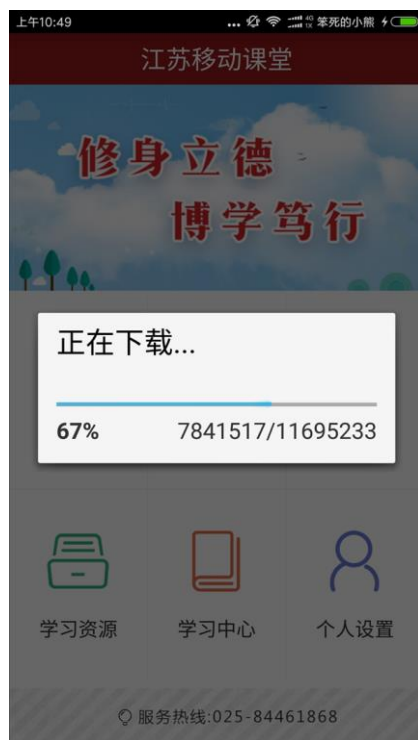 上午10:49 ... 4G 1X 笨死的小熊
江苏移动课堂
修身立德
博学笃行
正在下载...
67% 7841517/11695233
学习资源 学习中心 个人设置
服务热线:025-84461868